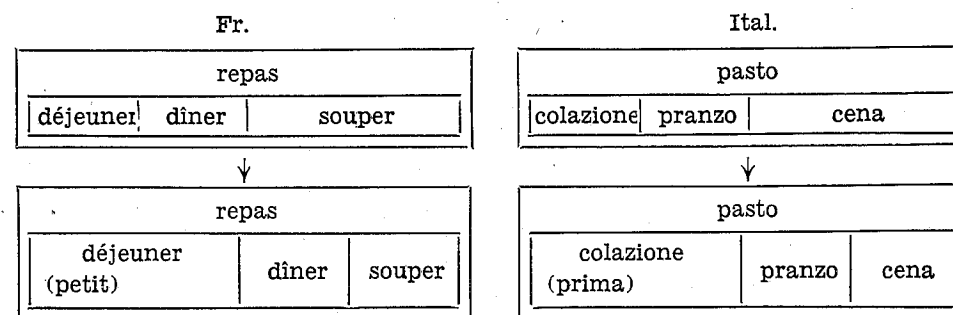 Fr.
repas
déjeuner dîner souper
↓
repas
déjeuner
(petit) dîner souper
Ital.
pasto
colazione pranzo cena
↓
pasto
colazione
(prima) pranzo cena